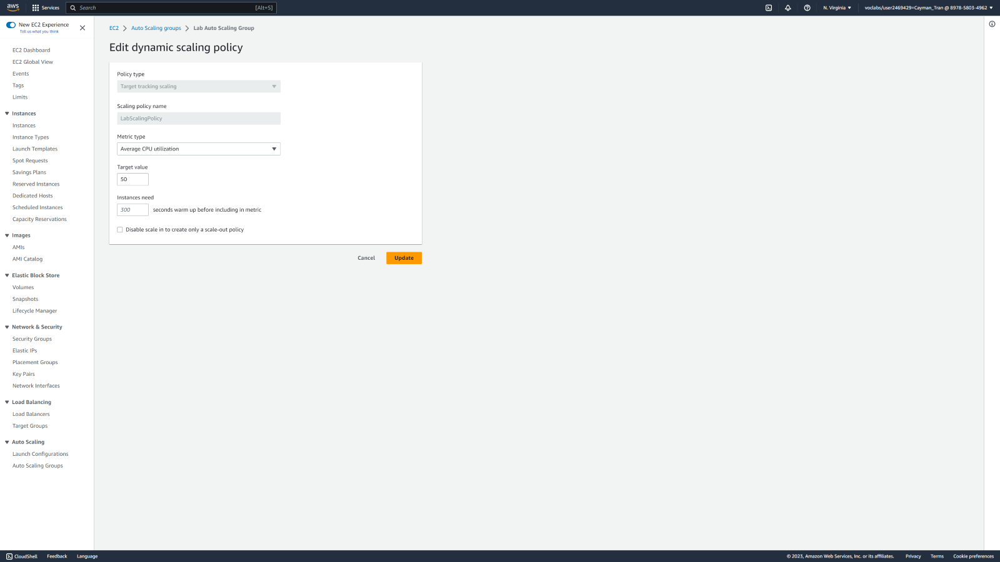 aws
Services
Search
[Alt+S]
N. Virginia
voclabs/user2469429=Cayman_Tran @ 8978-5803-4962
New EC2 Experience
Tell us what you think
EC2 Dashboard
EC2 Global View
Events
Tags
Limits
Instances
Instances
Instance Types
Launch Templates
Spot Requests
Savings Plans
Reserved Instances
Dedicated Hosts
Scheduled Instances
Capacity Reservations
Images
AMIs
AMI Catalog
Elastic Block Store
Volumes
Snapshots
Lifecycle Manager
Network & Security
Security Groups
Elastic IPs
Placement Groups
Key Pairs
Network Interfaces
Load Balancing
Load Balancers
Target Groups
Auto Scaling
Launch Configurations
Auto Scaling Groups
EC2 > Auto Scaling groups > Lab Auto Scaling Group
Edit dynamic scaling policy
Policy type
Target tracking scaling
Scaling policy name
LabScalingPolicy
Metric type
Average CPU utilization
Target value
50
Instances need
300 seconds warm up before including in metric
Disable scale in to create only a scale-out policy
Cancel
Update
CloudShell
Feedback
Language
© 2023, Amazon Web Services, Inc. or its affiliates.
Privacy
Terms
Cookie preferences